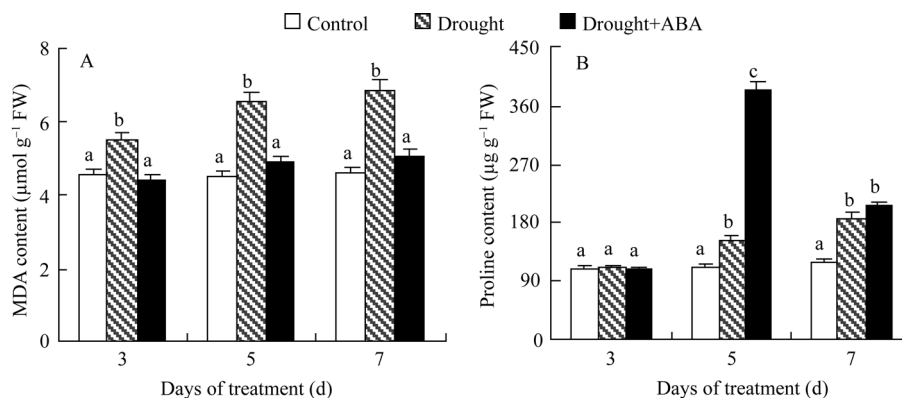 Control Drought Drought+ABA
A
MDA content (μmol g⁻¹ FW)
8
6
4
2
0
a b a
a b a
a b a
3 5 7
Days of treatment (d)
B
Proline content (μg g⁻¹ FW)
450
360
270
180
90
0
a a a
a b c
a b b
3 5 7
Days of treatment (d)